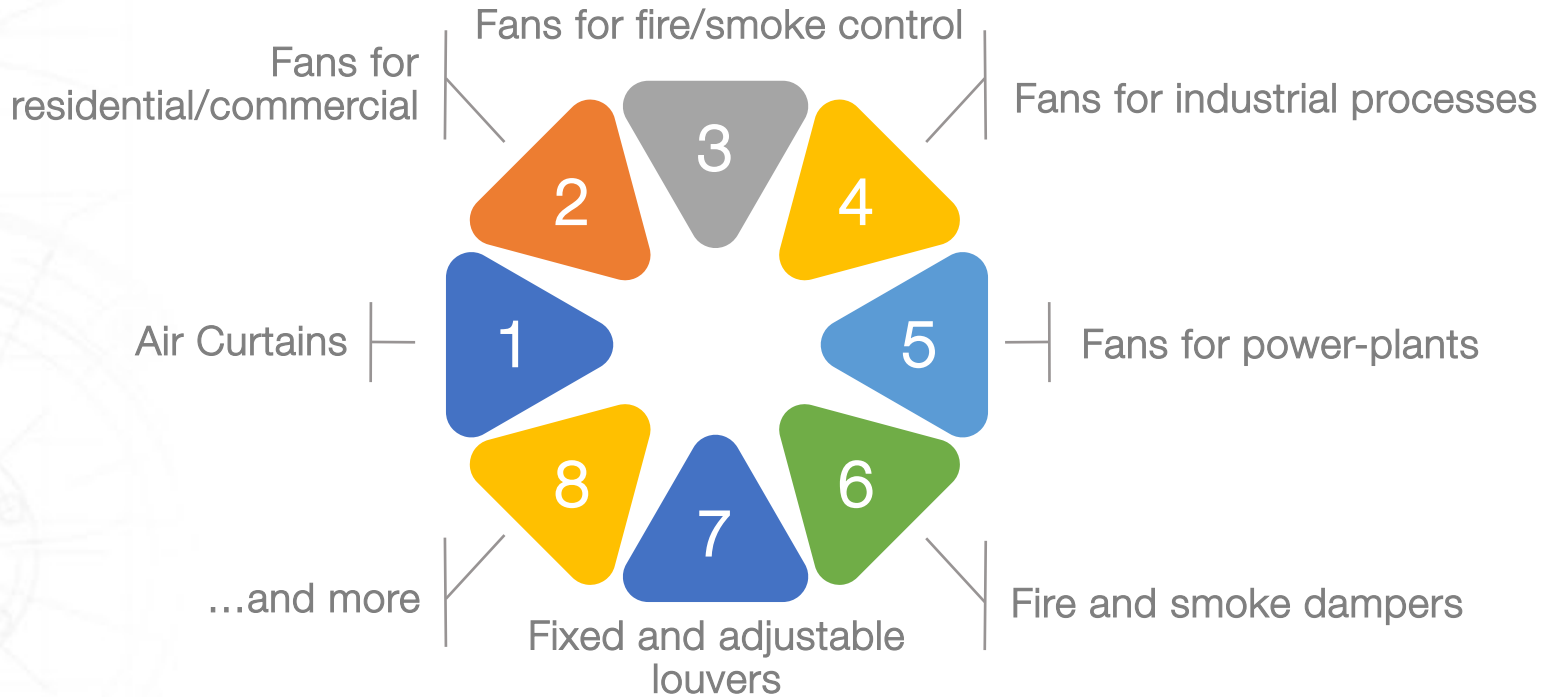 Fans for fire/smoke control
Fans for
residential/commercial
Fans for industrial processes
3
2
4
Air Curtains
1
5
Fans for power-plants
8
6
7
...and more
Fire and smoke dampers
Fixed and adjustable
louvers